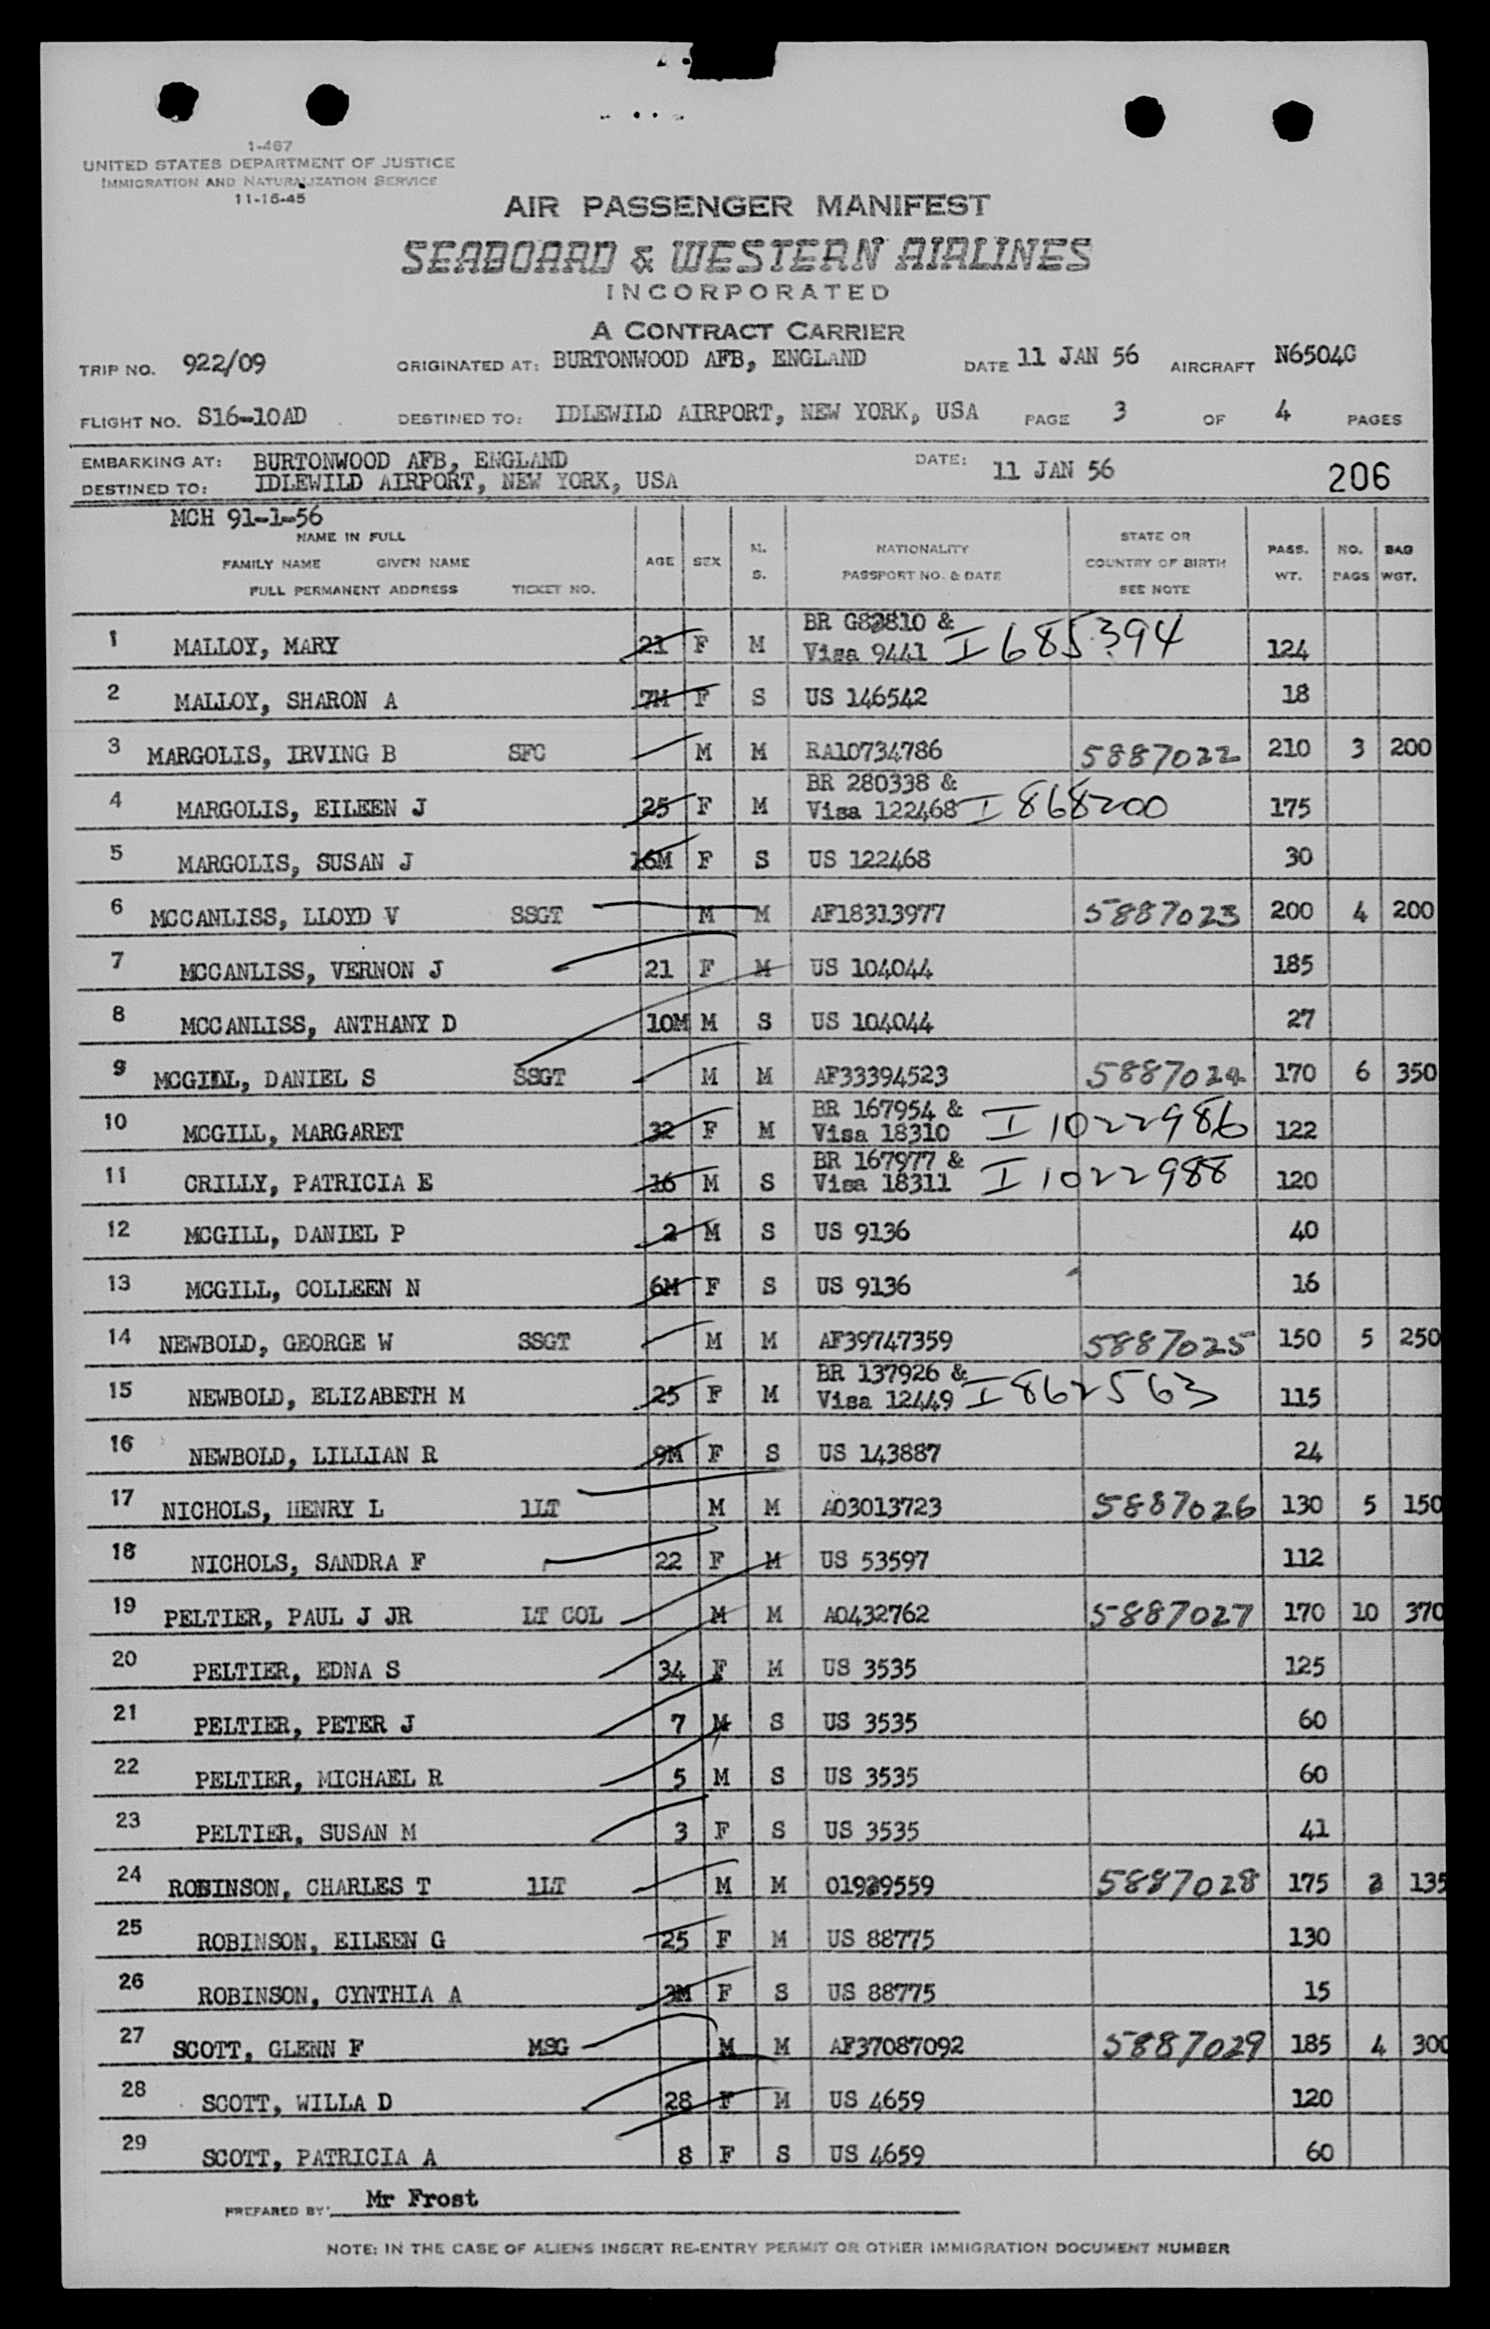 1-467
UNITED STATES DEPARTMENT OF JUSTICE
IMMIGRATION AND NATURALIZATION SERVICE
11-16-45
AIR PASSENGER MANIFEST
SEABOARD & WESTERN AIRLINES
INCORPORATED
A CONTRACT CARRIER
TRIP NO. 922/09 ORIGINATED AT: BURTONWOOD AFB, ENGLAND DATE 11 JAN 56 AIRCRAFT N6504C
FLIGHT NO. S16-10AD DESTINED TO: IDLEWILD AIRPORT, NEW YORK, USA PAGE 3 OF 4 PAGES
EMBARKING AT: BURTONWOOD AFB, ENGLAND DATE: 11 JAN 56
DESTINED TO: IDLEWILD AIRPORT, NEW YORK, USA 206
MCH 91-1-56
NAME IN FULL
FAMILY NAME GIVEN NAME
FULL PERMANENT ADDRESS TICKET NO. AGE SEX M. S. NATIONALITY PASSPORT NO. & DATE STATE OR COUNTRY OF BIRTH SEE NOTE PASS. WT. NO. PAGS BAG WGT.
1 MALLOY, MARY 21 F M BR G82810 & Visa 9441 I 685394 124
2 MALLOY, SHARON A 7M F S US 146542 18
3 MARGOLIS, IRVING B SFC M M RA10734786 5887022 210 3 200
4 MARGOLIS, EILEEN J 25 F M BR 280338 & Visa 122468 I 868200 175
5 MARGOLIS, SUSAN J 16M F S US 122468 30
6 MCCANLISS, LLOYD V SSGT M M AF18313977 5887023 200 4 200
7 MCCANLISS, VERNON J 21 F M US 104044 185
8 MCCANLISS, ANTHANY D 10M M S US 104044 27
9 MCGILL, DANIEL S SSGT M M AF33394523 5887024 170 6 350
10 MCGILL, MARGARET 32 F M BR 167954 & Visa 18310 I 1022986 122
11 CRILLY, PATRICIA E 16 M S BR 167977 & Visa 18311 I 1022988 120
12 MCGILL, DANIEL P 2 M S US 9136 40
13 MCGILL, COLLEEN N 6M F S US 9136 16
14 NEWBOLD, GEORGE W SSGT M M AF39747359 5887025 150 5 250
15 NEWBOLD, ELIZABETH M 25 F M BR 137926 & Visa 12449 I 862563 115
16 NEWBOLD, LILLIAN R 9M F S US 143887 24
17 NICHOLS, HENRY L 1LT M M AO3013723 5887026 130 5 150
18 NICHOLS, SANDRA F 22 F M US 53597 112
19 PELTIER, PAUL J JR LT COL M M AO432762 5887027 170 10 370
20 PELTIER, EDNA S 34 F M US 3535 125
21 PELTIER, PETER J 7 M S US 3535 60
22 PELTIER, MICHAEL R 5 M S US 3535 60
23 PELTIER, SUSAN M 3 F S US 3535 41
24 ROBINSON, CHARLES T 1LT M M 01929559 5887028 175 2 135
25 ROBINSON, EILEEN G 25 F M US 88775 130
26 ROBINSON, CYNTHIA A 3M F S US 88775 15
27 SCOTT, GLENN F MSG M M AF37087092 5887029 185 4 300
28 SCOTT, WILLA D 28 F M US 4659 120
29 SCOTT, PATRICIA A 8 F S US 4659 60
PREPARED BY: Mr Frost
NOTE: IN THE CASE OF ALIENS INSERT RE-ENTRY PERMIT OR OTHER IMMIGRATION DOCUMENT NUMBER